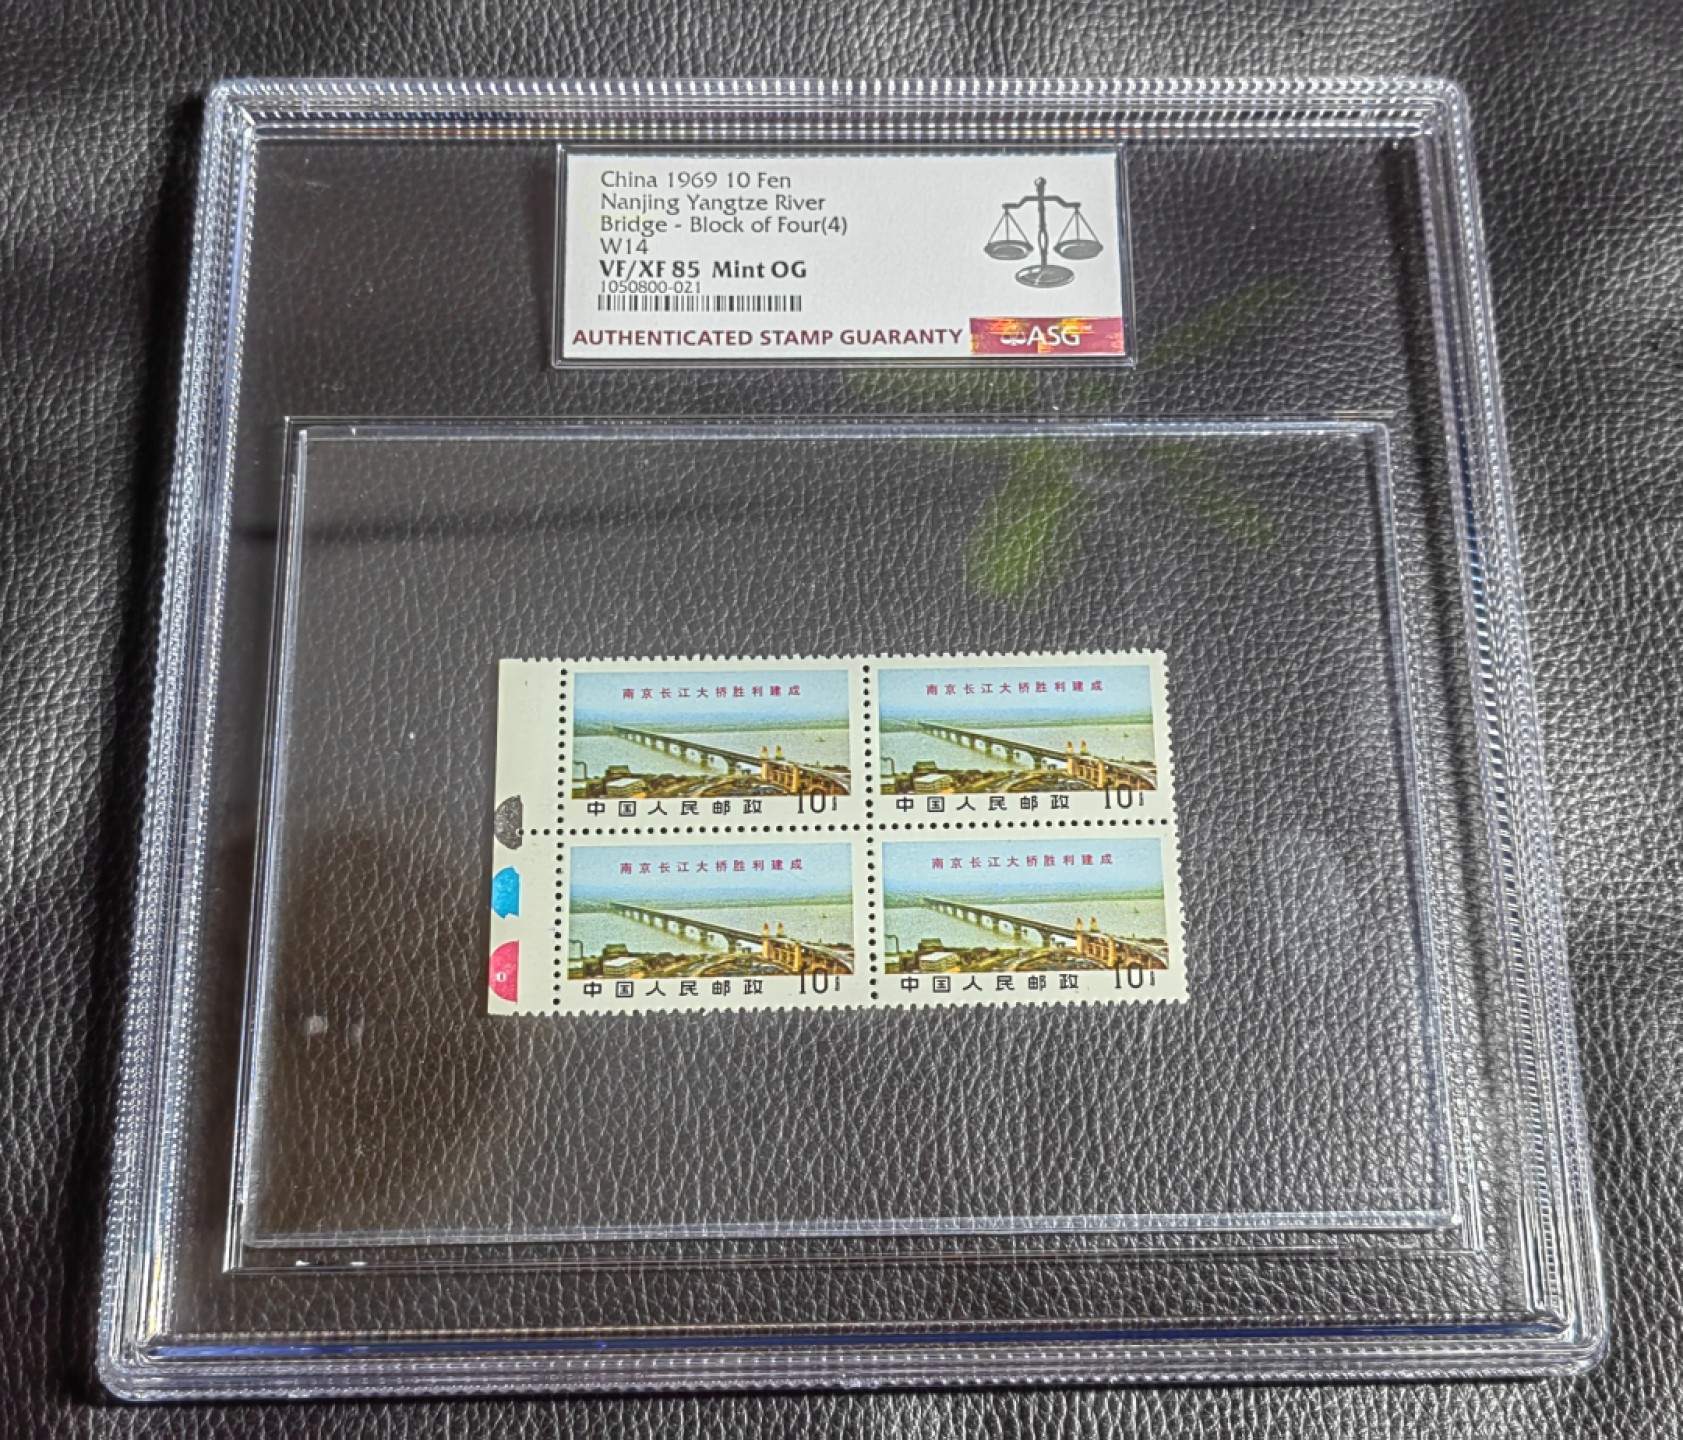 China 1969 10 Fen
Nanjing Yangtze River
Bridge - Block of Four(4)
W14
VF/XF 85 Mint OG
1050800-021
AUTHENTICATED STAMP GUARANTY ASG
南京长江大桥胜利建成
中国人民邮政 10
南京长江大桥胜利建成
中国人民邮政 10
南京长江大桥胜利建成
中国人民邮政 10
南京长江大桥胜利建成
中国人民邮政 10